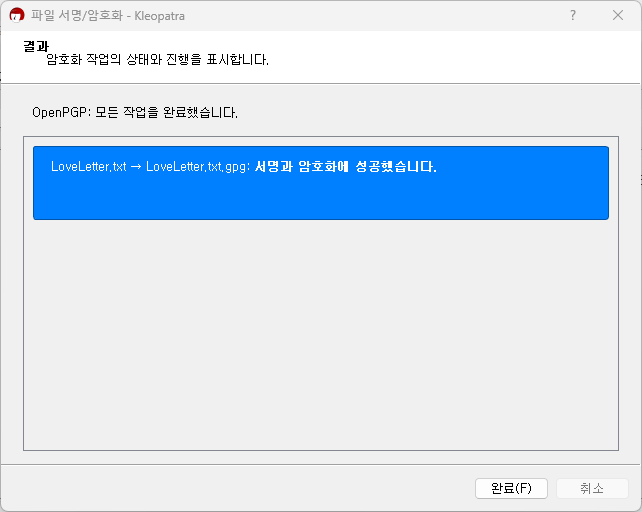 파일 서명/암호화 - Kleopatra
결과
암호화 작업의 상태와 진행을 표시합니다.
OpenPGP: 모든 작업을 완료했습니다.
LoveLetter.txt → LoveLetter.txt.gpg: 서명과 암호화에 성공했습니다.
완료(F) 취소